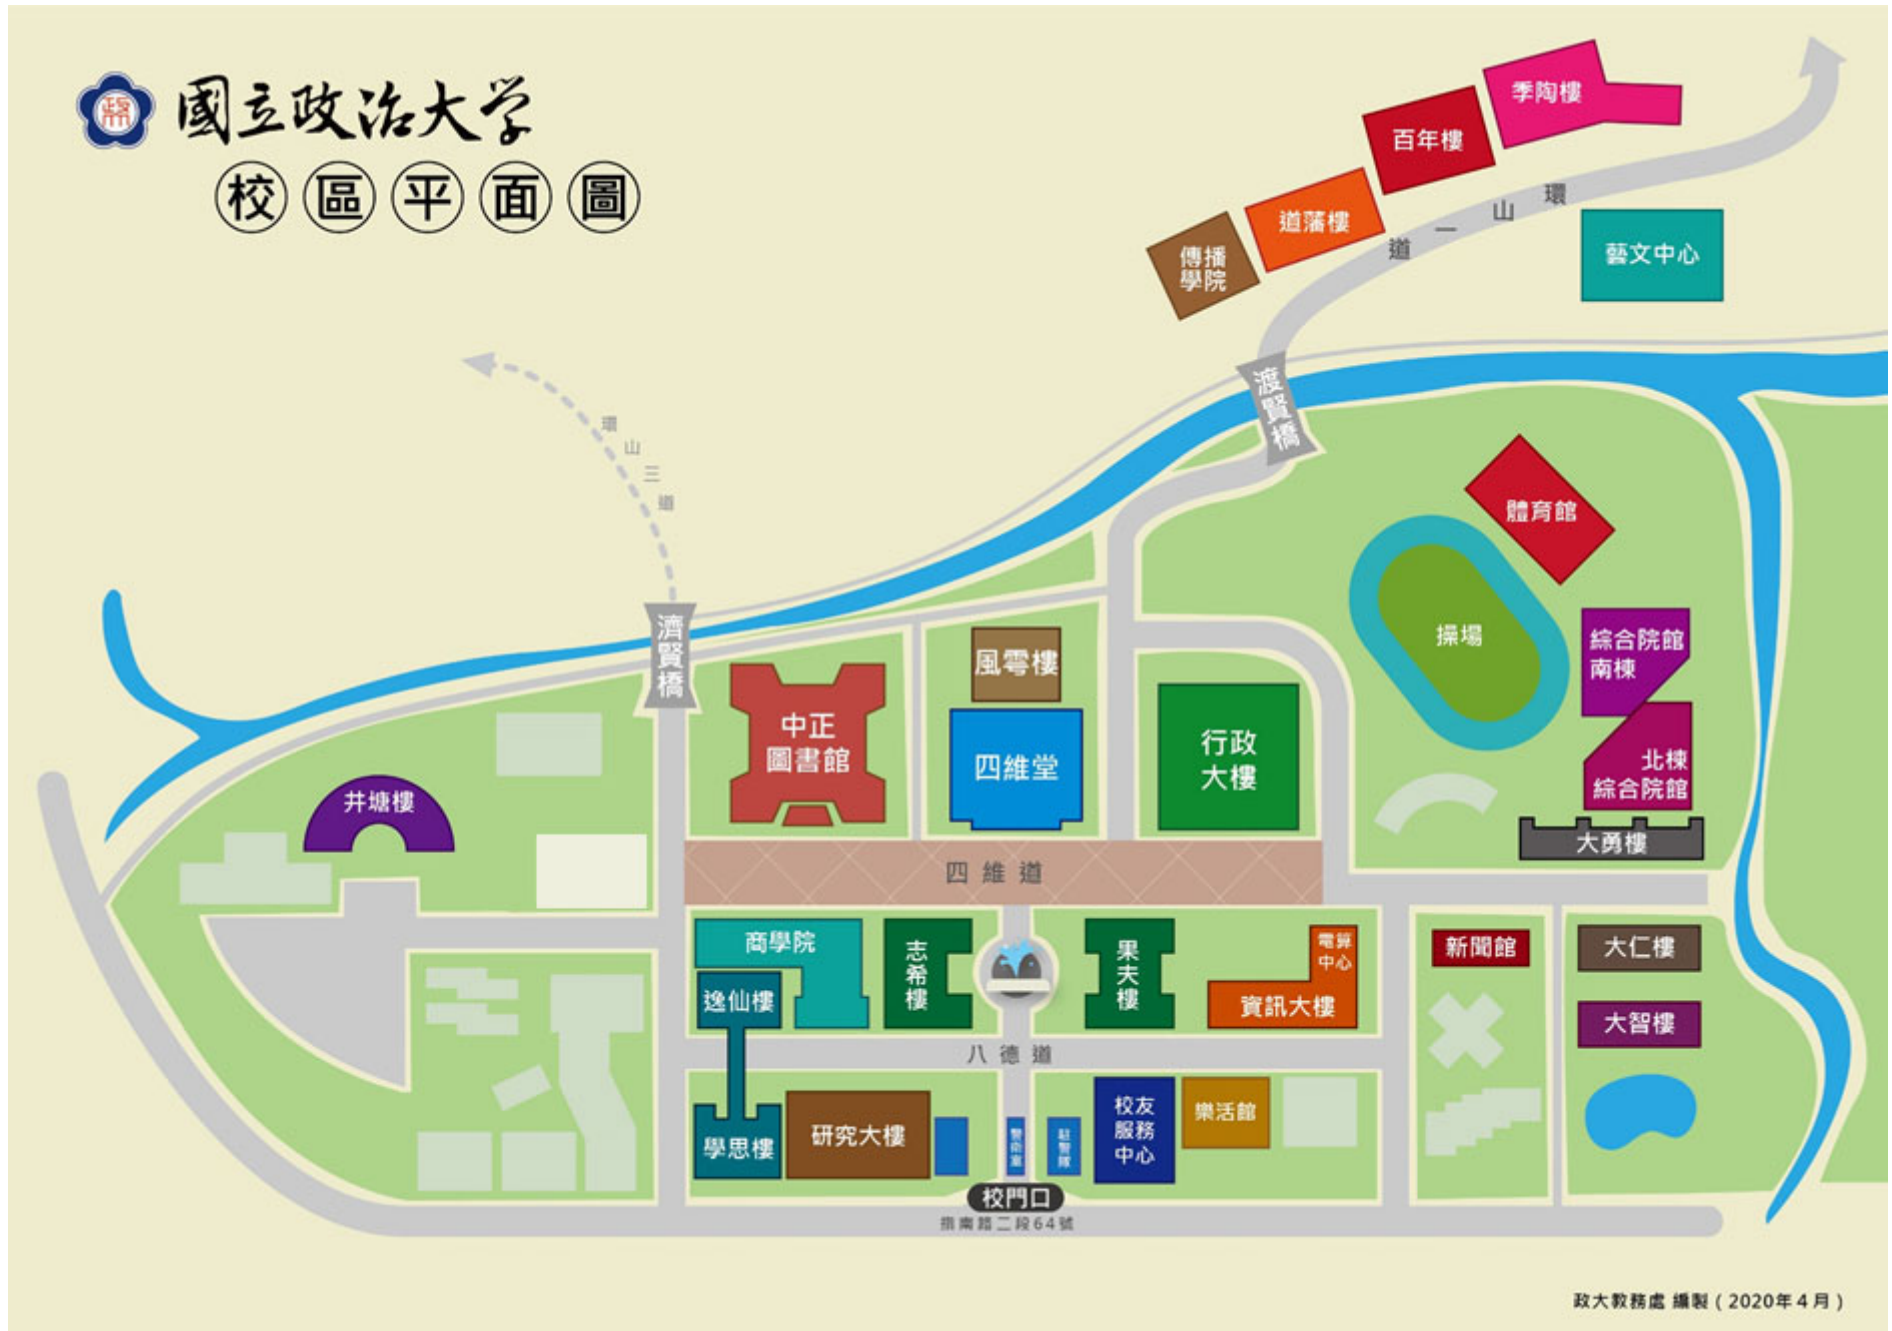 國立政治大学
校區平面圖
季陶樓
百年樓
道藩樓
傳播
學院
環山一道
藝文中心
渡賢橋
環山三道
濟賢橋
體育館
操場
綜合院館
南棟
北棟
綜合院館
大勇樓
風雩樓
四維堂
中正
圖書館
行政
大樓
井塘樓
四維道
商學院
逸仙樓
志希樓
果夫樓
電算
中心
資訊大樓
新聞館
大仁樓
大智樓
八德道
學思樓
研究大樓
警衛室
駐警隊
校友
服務
中心
樂活館
校門口
指南路二段64號
政大教務處 編製 ( 2020年4月 )